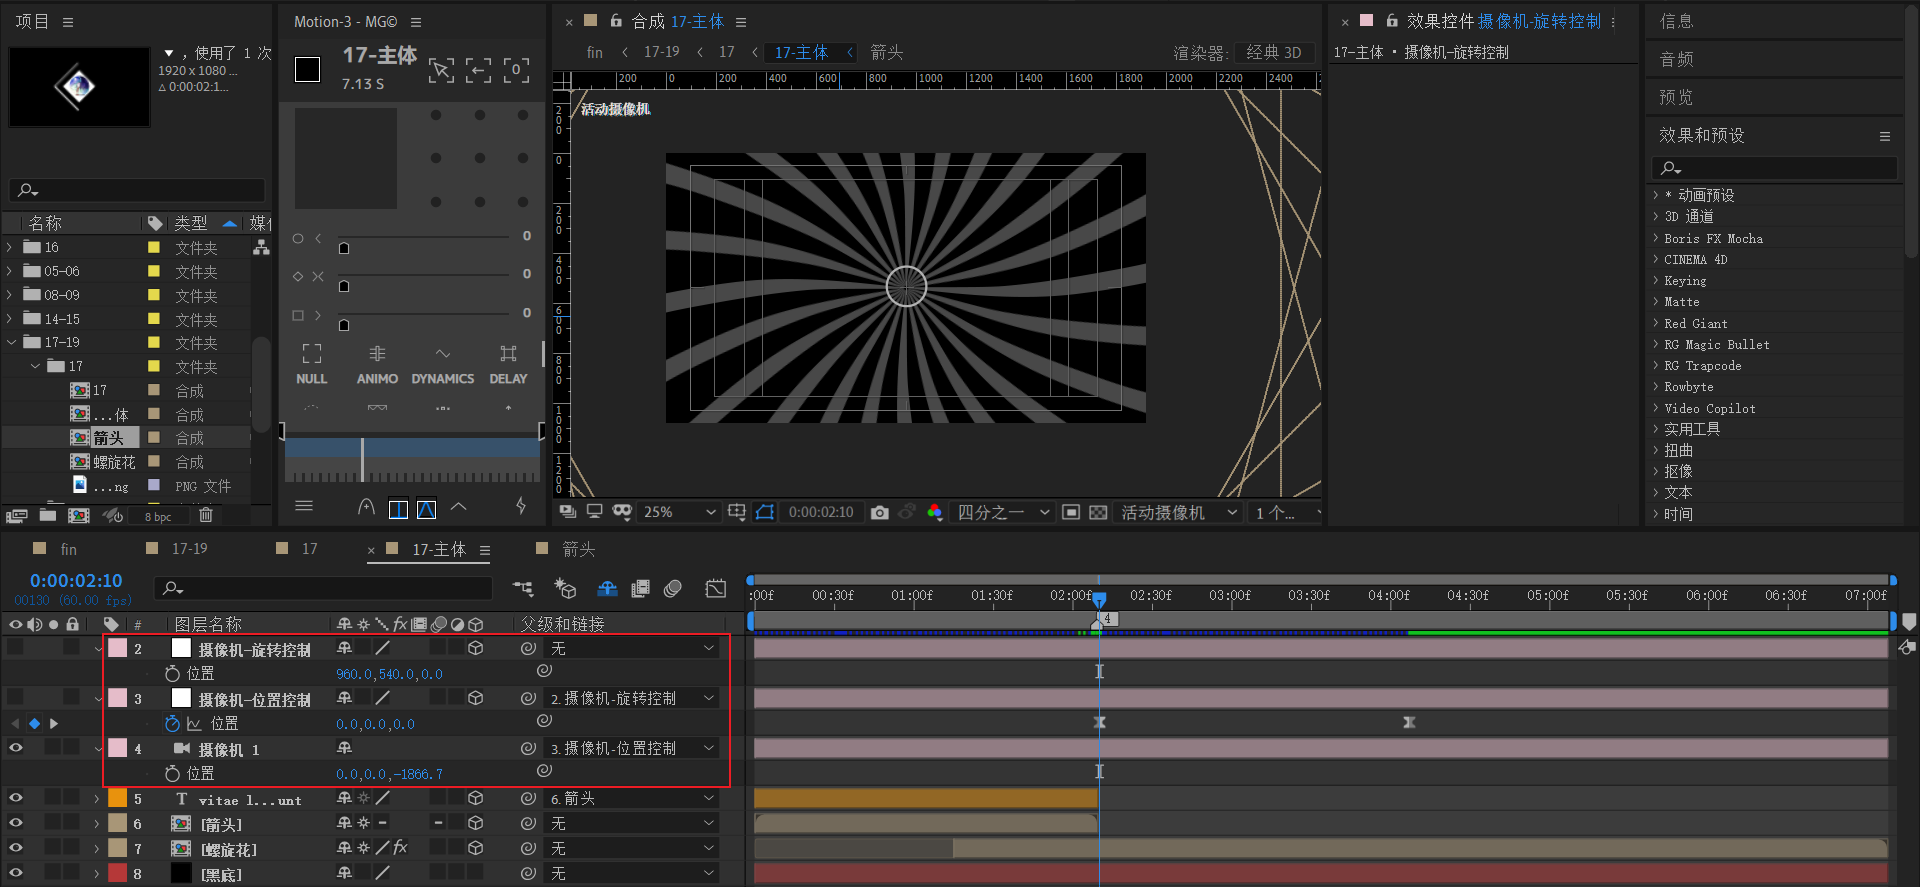 项目
，使用了 1 次
1920 x 1080 ...
△ 0:00:02:1...
名称
类型
媒体
16
文件夹
05-06
文件夹
08-09
文件夹
14-15
文件夹
17-19
文件夹
17
文件夹
17
合成
...体
合成
箭头
合成
螺旋花
合成
...ng
PNG 文件
8 bpc
Motion-3 - MG©
17-主体
7.13 S
0
0
0
0
NULL
ANIMO
DYNAMICS
DELAY
合成 17-主体
fin
17-19
17
17-主体
箭头
渲染器:
经典 3D
200 0 200 400 600 800 1000 1200 1400 1600 1800 2000 2200 2400
200 0 200 400 600 800 1000 1200
活动摄像机
25%
0:00:02:10
四分之一
活动摄像机
1 个...
效果控件 摄像机-旋转控制
17-主体 · 摄像机-旋转控制
信息
音频
预览
效果和预设
* 动画预设
3D 通道
Boris FX Mocha
CINEMA 4D
Keying
Matte
Red Giant
RG Magic Bullet
RG Trapcode
Rowbyte
Video Copilot
实用工具
扭曲
抠像
文本
时间
fin
17-19
17
17-主体
箭头
0:00:02:10
00130 (60.00 fps)
:00f 00:30f 01:00f 01:30f 02:00f 02:30f 03:00f 03:30f 04:00f 04:30f 05:00f 05:30f 06:00f 06:30f 07:00f
4
#
图层名称
fx
父级和链接
2
摄像机-旋转控制
无
位置
960.0,540.0,0.0
3
摄像机-位置控制
2. 摄像机-旋转控制
位置
0.0,0.0,0.0
4
摄像机 1
3. 摄像机-位置控制
位置
0.0,0.0,-1866.7
5
T
vitae l...unt
6. 箭头
6
[箭头]
无
7
[螺旋花]
fx
无
8
[黑底]
无